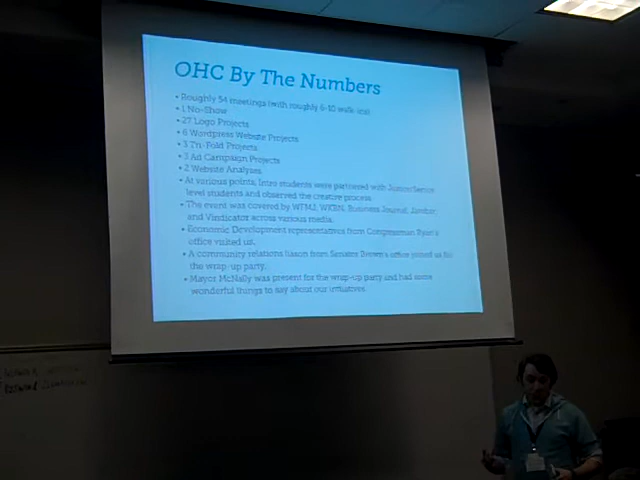 OHC By The Numbers
• Roughly 54 meetings (with roughly 6-10 walk-ins)
• 1 No-Show
• 27 Logo Projects
• 6 Wordpress Website Projects
• 3 Tri-Fold Projects
• 3 Ad Campaign Projects
• 2 Website Analyses
• At various points, Intro students were partnered with Junior/Senior
level students and observed the creative process.
• The event was covered by WFMJ, WKBN, Business Journal, Jambar,
and Vindicator across various media.
• Economic Development representatives from Congressman Ryan's
office visited us.
• A community relations liason from Senator Brown's office joined us for
the wrap-up party.
• Mayor McNally was present for the wrap-up party and had some
wonderful things to say about our initiatives.